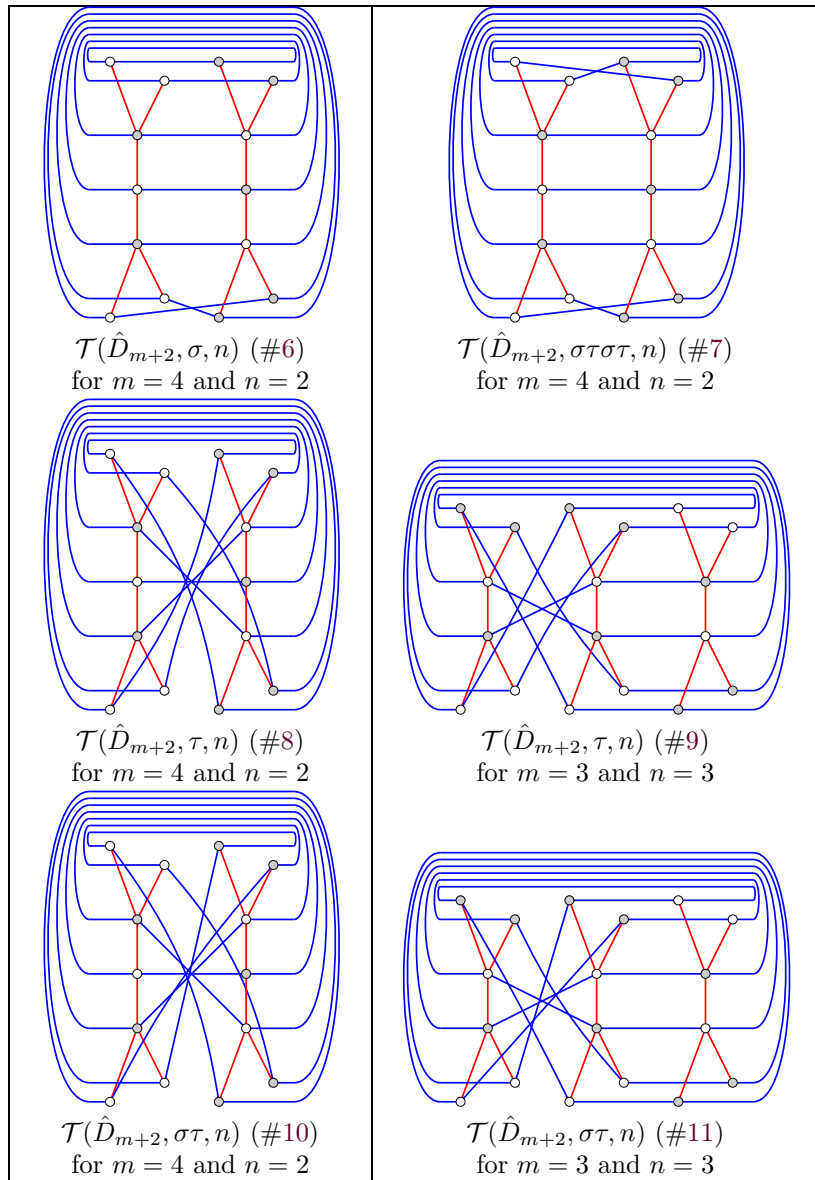 𝒯(D̂ₘ₊₂, σ, n) (#6)
for m = 4 and n = 2
𝒯(D̂ₘ₊₂, στστ, n) (#7)
for m = 4 and n = 2
𝒯(D̂ₘ₊₂, τ, n) (#8)
for m = 4 and n = 2
𝒯(D̂ₘ₊₂, τ, n) (#9)
for m = 3 and n = 3
𝒯(D̂ₘ₊₂, στ, n) (#10)
for m = 4 and n = 2
𝒯(D̂ₘ₊₂, στ, n) (#11)
for m = 3 and n = 3